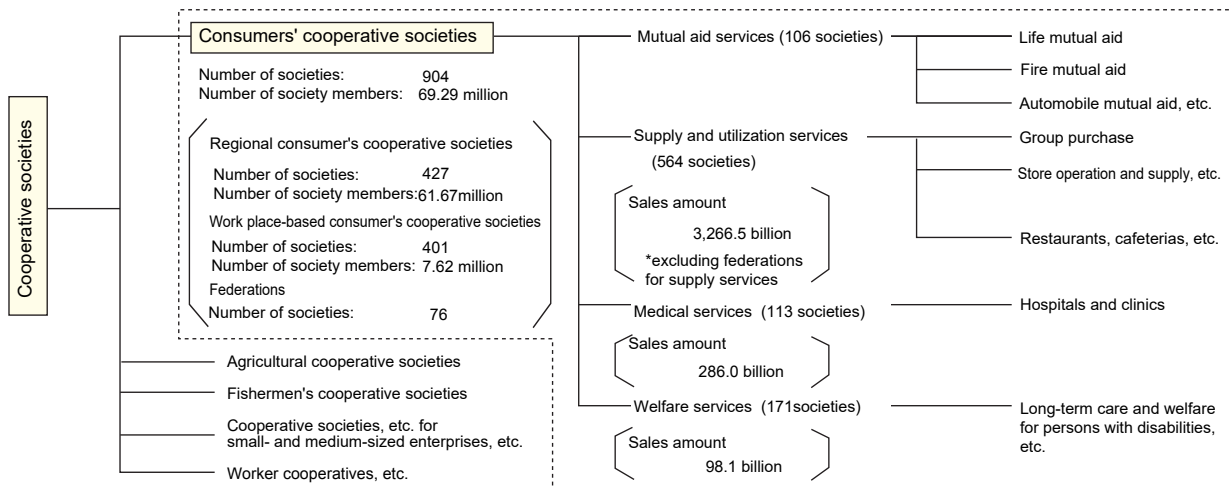 Cooperative societies
Consumers' cooperative societies
Number of societies: 904
Number of society members: 69.29 million
Regional consumer's cooperative societies
Number of societies: 427
Number of society members:61.67million
Work place-based consumer's cooperative societies
Number of societies: 401
Number of society members: 7.62 million
Federations
Number of societies: 76
Agricultural cooperative societies
Fishermen's cooperative societies
Cooperative societies, etc. for
small- and medium-sized enterprises, etc.
Worker cooperatives, etc.
Mutual aid services (106 societies)
Life mutual aid
Fire mutual aid
Automobile mutual aid, etc.
Supply and utilization services
(564 societies)
Sales amount
3,266.5 billion
*excluding federations
for supply services
Group purchase
Store operation and supply, etc.
Restaurants, cafeterias, etc.
Medical services (113 societies)
Sales amount
286.0 billion
Hospitals and clinics
Welfare services (171societies)
Sales amount
98.1 billion
Long-term care and welfare
for persons with disabilities,
etc.